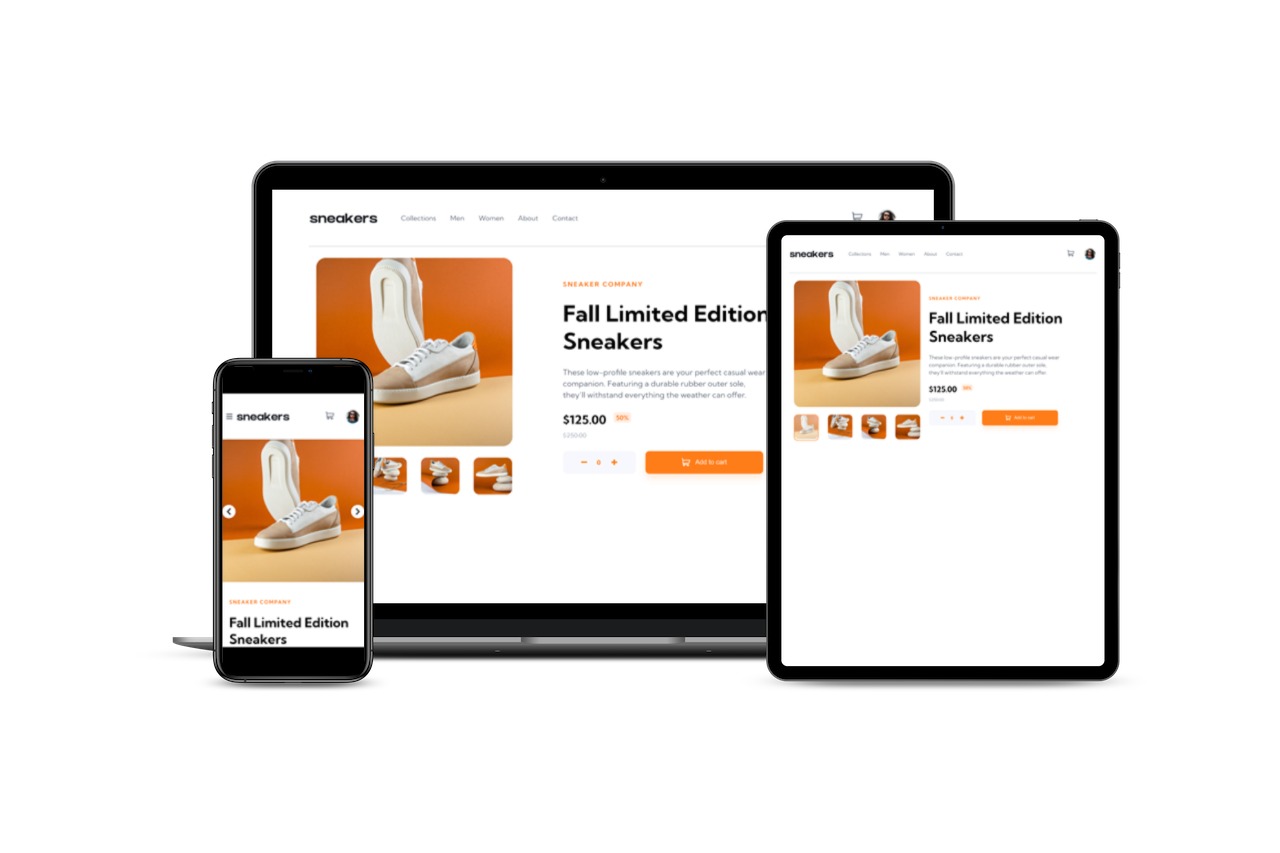 sneakers
Collections Men Women About Contact
SNEAKER COMPANY
Fall Limited Edition
Sneakers
These low-profile sneakers are your perfect casual wear
companion. Featuring a durable rubber outer sole,
they'll withstand everything the weather can offer.
$125.00 50%
$250.00
0
Add to cart
sneakers
SNEAKER COMPANY
Fall Limited Edition
Sneakers
sneakers
Collections Men Women About Contact
SNEAKER COMPANY
Fall Limited Edition
Sneakers
These low-profile sneakers are your perfect casual wear
companion. Featuring a durable rubber outer sole,
they'll withstand everything the weather can offer.
$125.00 50%
$250.00
0
Add to cart